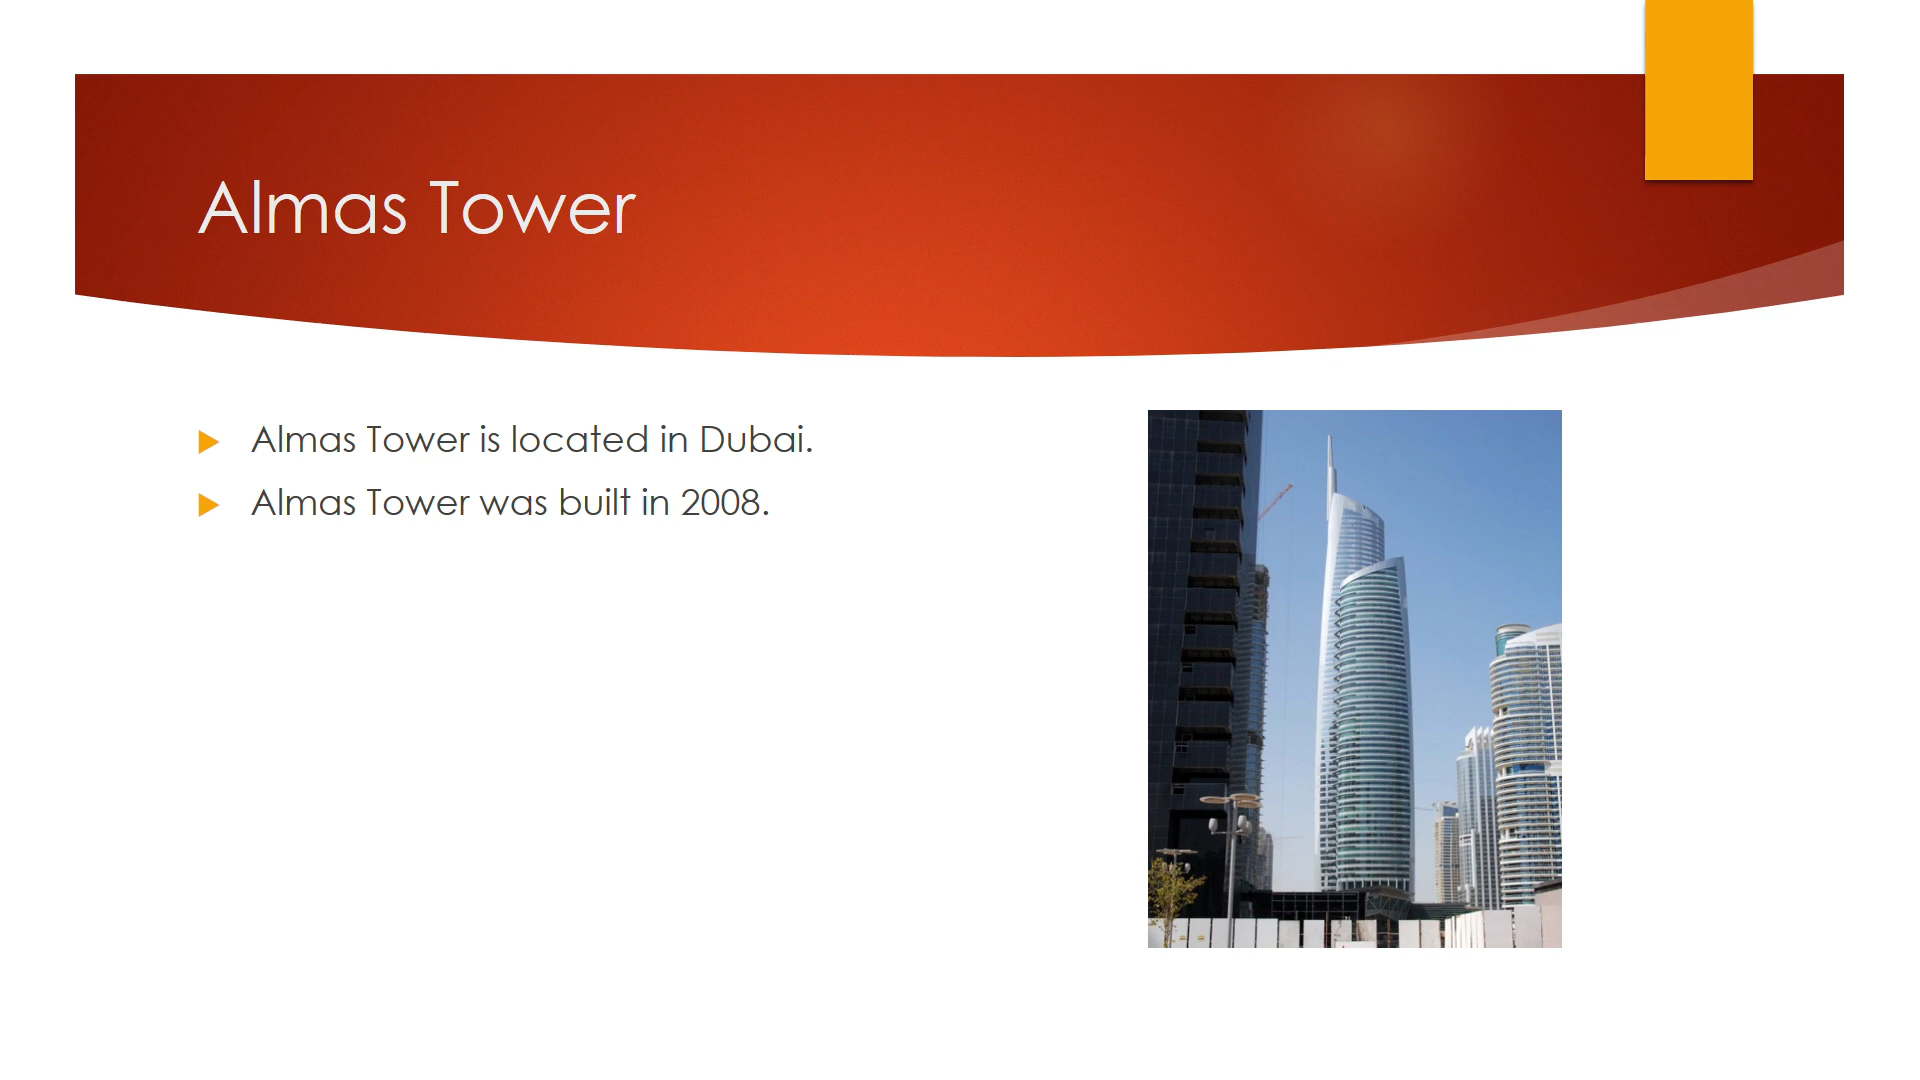 Almas Tower
Almas Tower is located in Dubai.
Almas Tower was built in 2008.